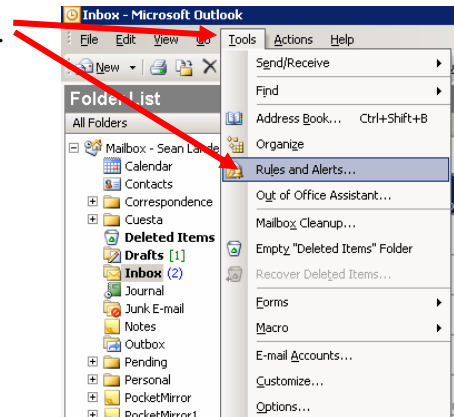 Inbox - Microsoft Outlook
File Edit View Go Tools Actions Help
New
Send/Receive
Find
Folder List
All Folders
Address Book... Ctrl+Shift+B
Organize
Mailbox - Sean Lande
Calendar
Rules and Alerts...
Contacts
Out of Office Assistant...
Correspondence
Cuesta
Mailbox Cleanup...
Deleted Items
Empty "Deleted Items" Folder
Drafts [1]
Inbox (2)
Recover Deleted Items...
Journal
Forms
Junk E-mail
Notes
Macro
Outbox
E-mail Accounts...
Pending
Personal
Customize...
PocketMirror
Options...
PocketMirror1